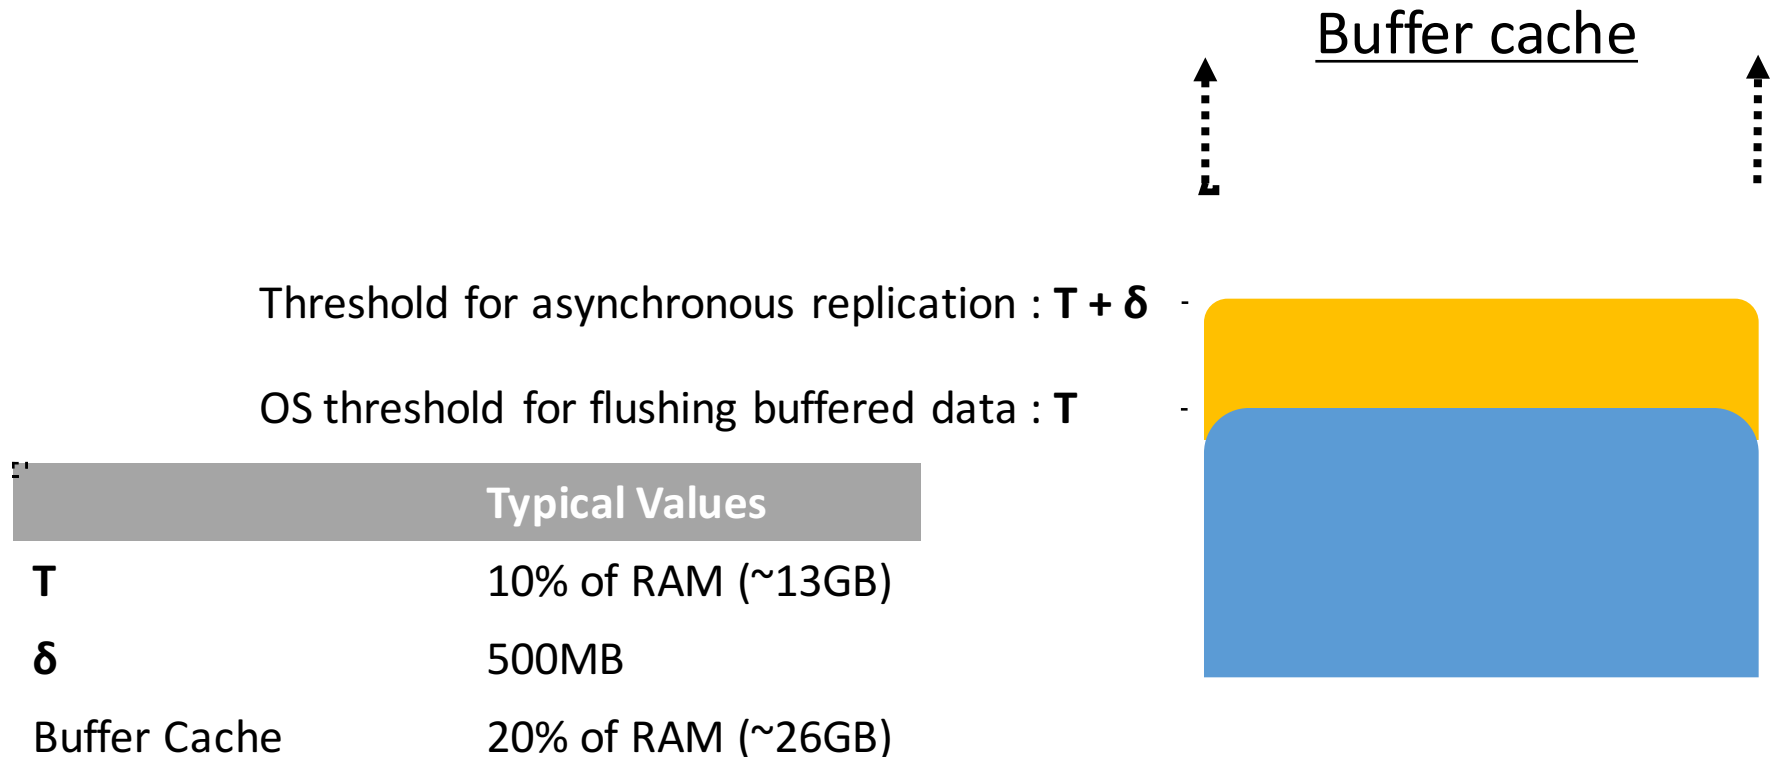 Buffer cache
Threshold for asynchronous replication : T + δ
OS threshold for flushing buffered data : T
Typical Values
T 10% of RAM (~13GB)
δ 500MB
Buffer Cache 20% of RAM (~26GB)